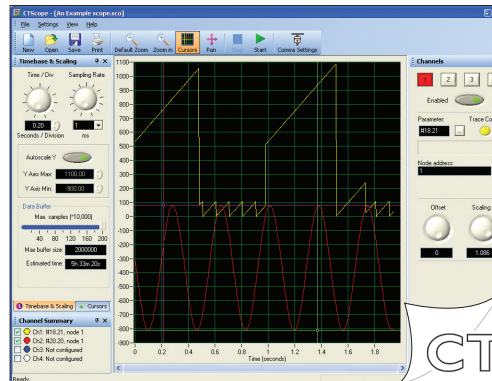 CTScope - [An Example scope.sco]
File Settings View Help
New Open Save Print Default Zoom Zoom in Cursors Pan Stop Start Comms Settings
Timebase & Scaling
Time / Div Sampling Rate
0.20 1
Seconds / Division ms
Autoscale Y
Y Axis Max: 1100.00
Y Axis Min: -900.00
Data Buffer
Max. samples (*10,000)
40 80 120 160 200
Max buffer size: 2000000
Estimated time: 5h 33m 20s
Timebase & Scaling Cursors
Channel Summary
Ch1: #18.21, node 1
Ch2: #20.20, node 1
Ch3: Not configured
Ch4: Not configured
Ready
1100
1000
900
800
700
600
500
400
300
200
100
0
-100
-200
-300
-400
-500
-600
-700
-800
-900
0 0.2 0.4 0.6 0.8 1 1.2 1.4 1.6 1.8
Time (seconds)
Channels
1 2 3
Enabled
Parameter: Trace Co
#18.21 ...
Node address:
1
Offset Scaling
0 1.086
CT